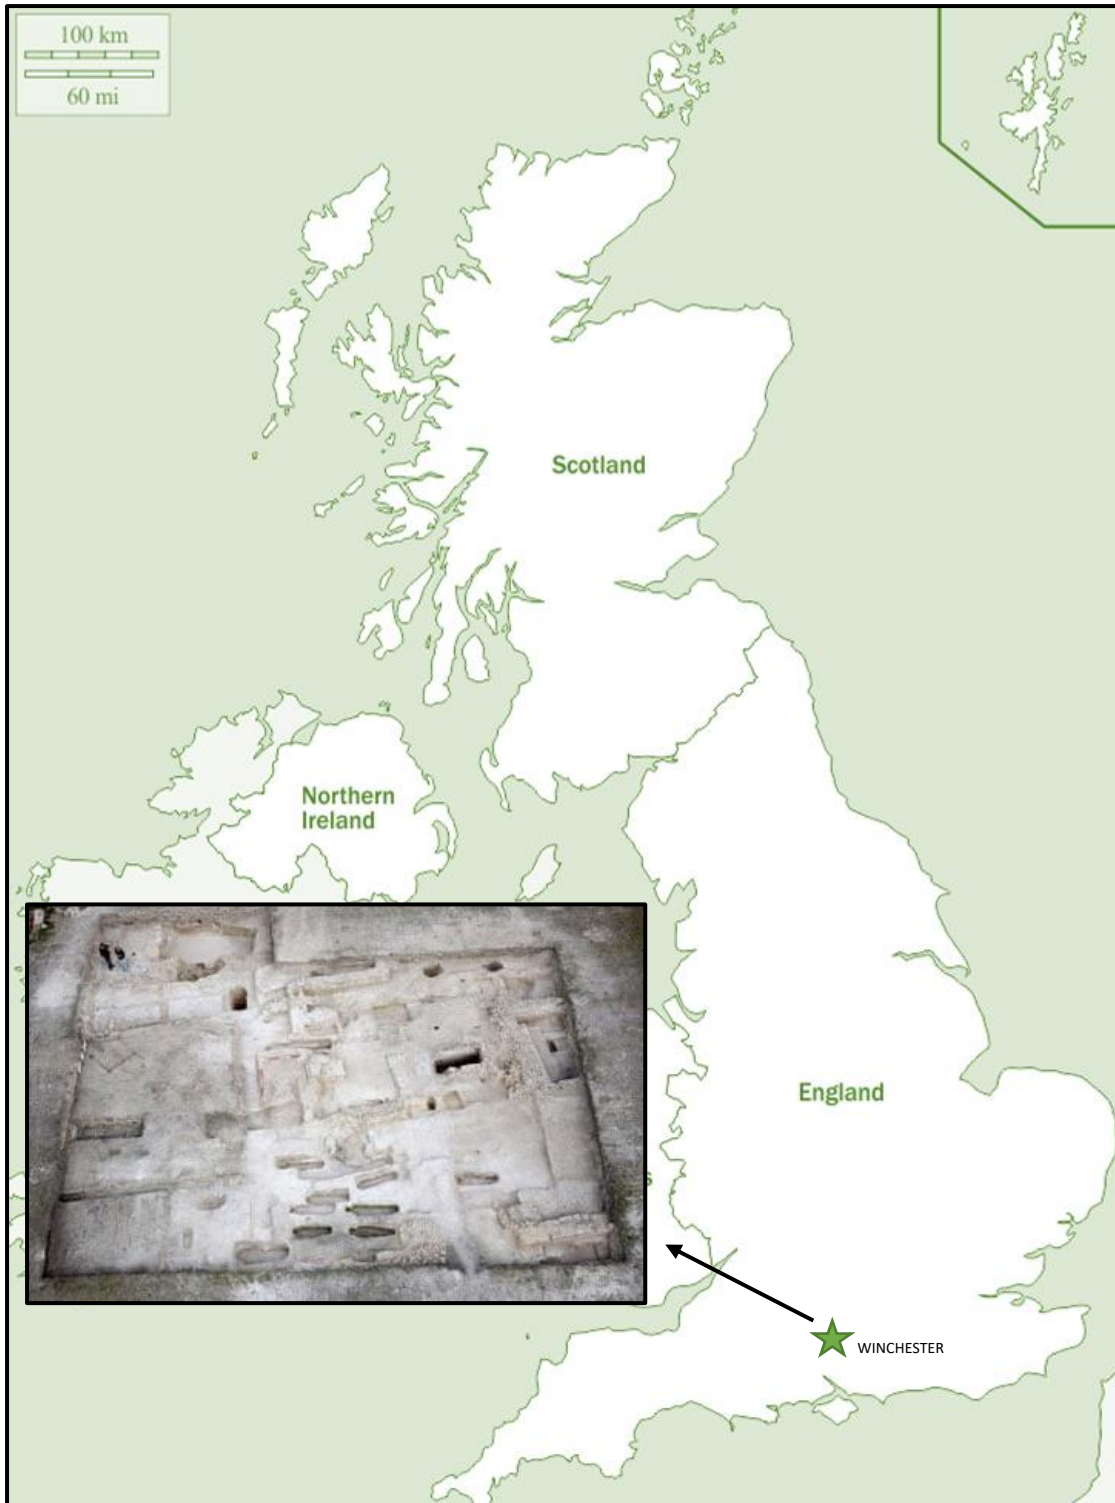 100 km
60 mi
Scotland
Northern
Ireland
England
s
WINCHESTER